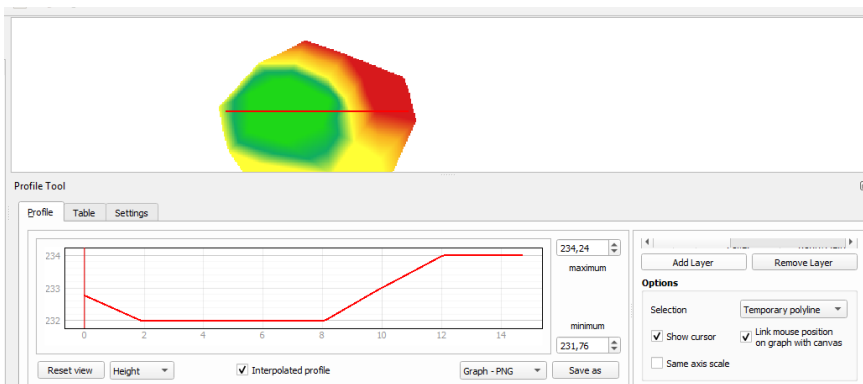 Profile Tool
Profile Table Settings
234,24
maximum
234
233
232
0 2 4 6 8 10 12 14
minimum
231,76
Reset view Height Interpolated profile Graph - PNG Save as
Add Layer Remove Layer
Options
Selection Temporary polyline
Show cursor Link mouse position
on graph with canvas
Same axis scale